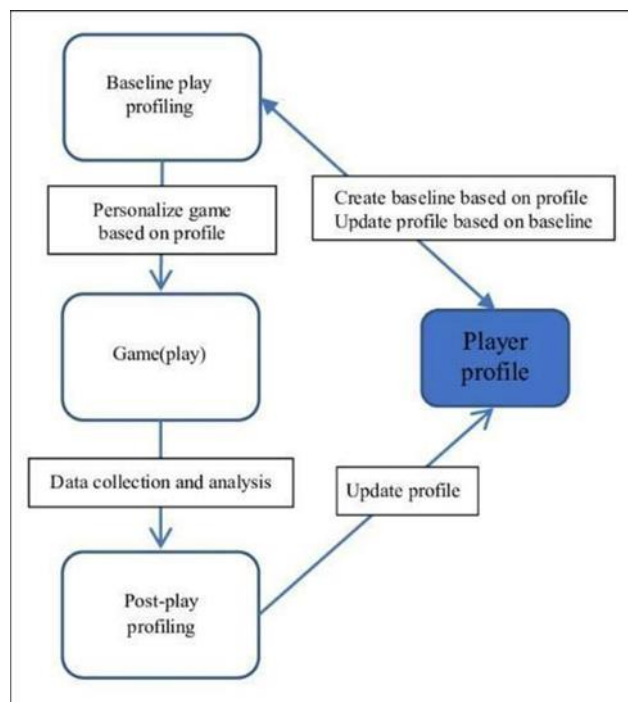 Baseline play
profiling
Personalize game
based on profile
Create baseline based on profile
Update profile based on baseline
Game(play)
Player
profile
Data collection and analysis
Update profile
Post-play
profiling